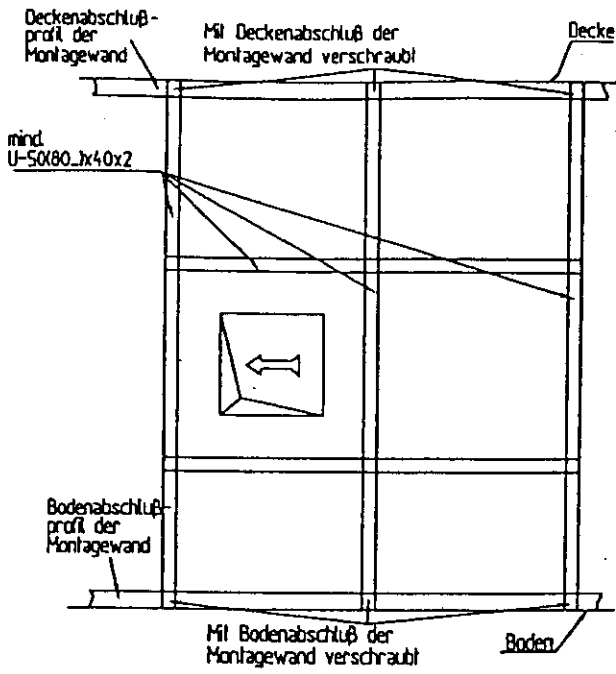 Deckenabschluß-
profil der
Montagewand
Mit Deckenabschluß der
Montagewand verschraubt
Decke
mind.
U-50(80_)x40x2
Bodenabschluß-
profil der
Montagewand
Mit Bodenabschluß der
Montagewand verschraubt
Boden